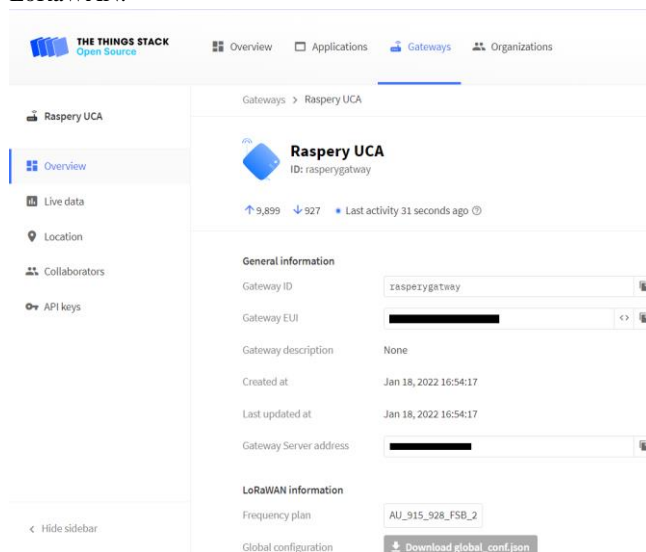 LoRaWAN.
THE THINGS STACK
Open Source
Overview Applications Gateways Organizations
Gateways > Raspery UCA
Raspery UCA
Raspery UCA
ID: rasperygatway
Overview
Live data
↑ 9,899 ↓ 927 • Last activity 31 seconds ago
Location
Collaborators
API keys
General information
Gateway ID rasperygatway
Gateway EUI
Gateway description None
Created at Jan 18, 2022 16:54:17
Last updated at Jan 18, 2022 16:54:17
Gateway Server address
LoRaWAN information
Frequency plan AU_915_928_FSB_2
Global configuration Download global_conf.json
< Hide sidebar